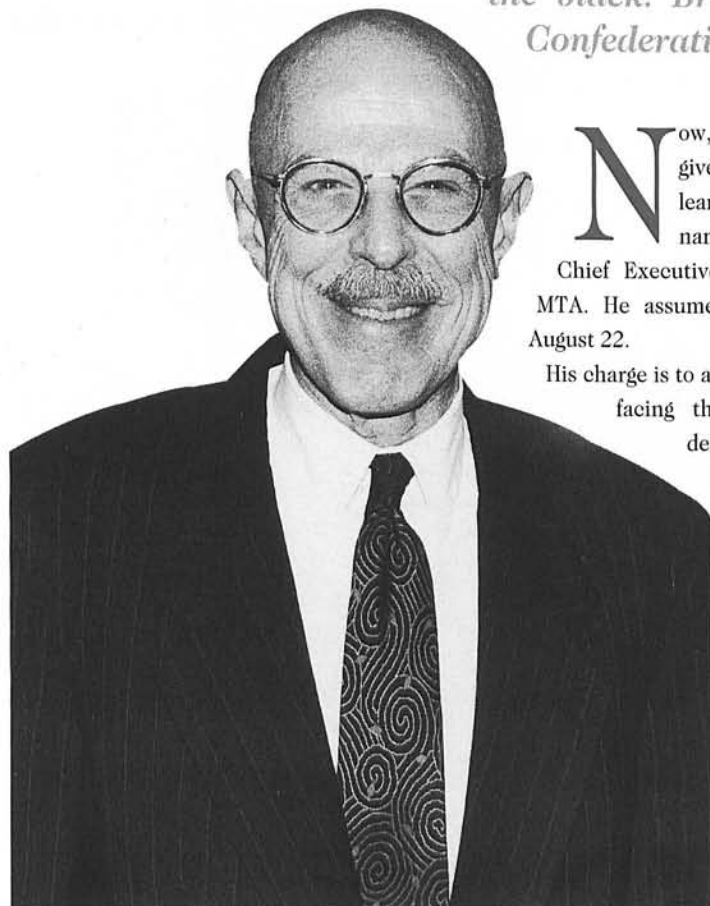 the black. Br
Confederati
Now,
give
lear
nar
Chief Executive
MTA. He assume
August 22.
His charge is to a
facing th
de